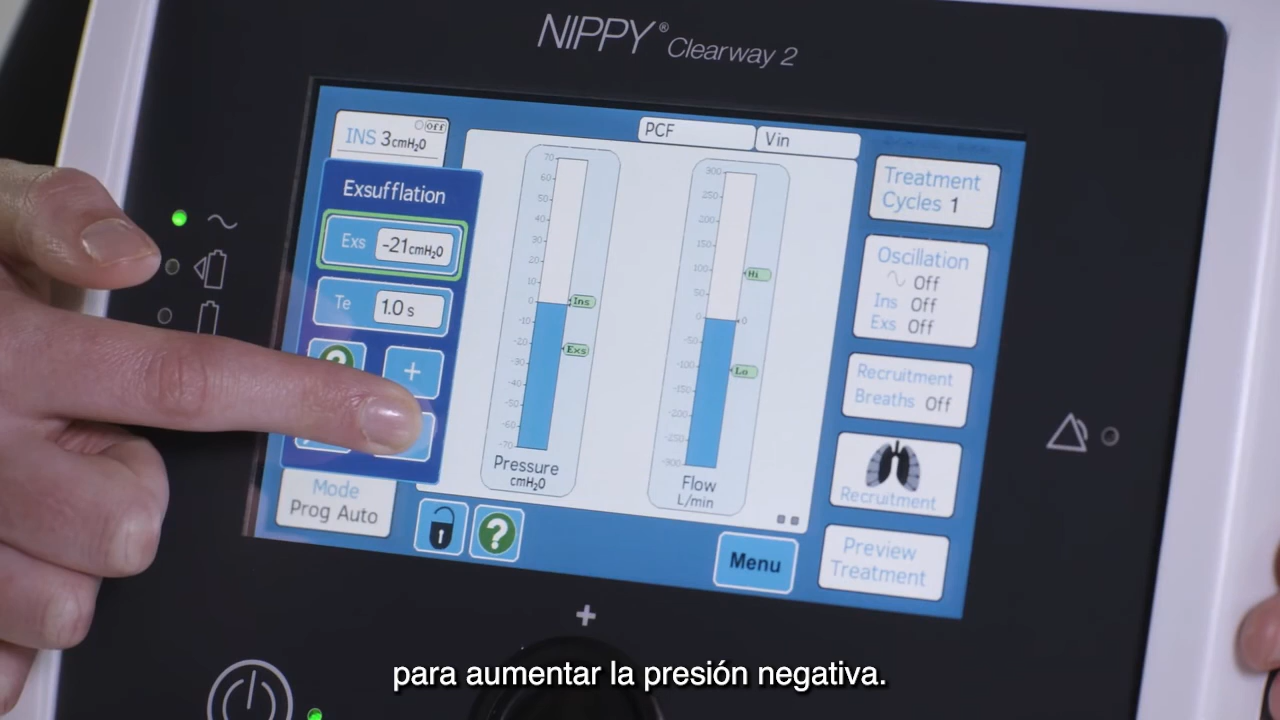 NIPPY® Clearway 2
Off
INS 3cmH₂O
PCF
Vin
Exsufflation
Exs -21cmH₂O
Te 1.0 s
?
+
Mode
Prog Auto
70
60
50
40
30
20
10
0
-10
-20
-30
-40
-50
-60
-70
Ins
Exs
Pressure
cmH₂O
300
250
200
150
100
50
0
-50
-100
-150
-200
-250
-300
Hi
0
Lo
Flow
L/min
Treatment
Cycles 1
Oscillation
Off
Ins Off
Exs Off
Recruitment
Breaths Off
Recruitment
Preview
Treatment
?
Menu
+
para aumentar la presión negativa.